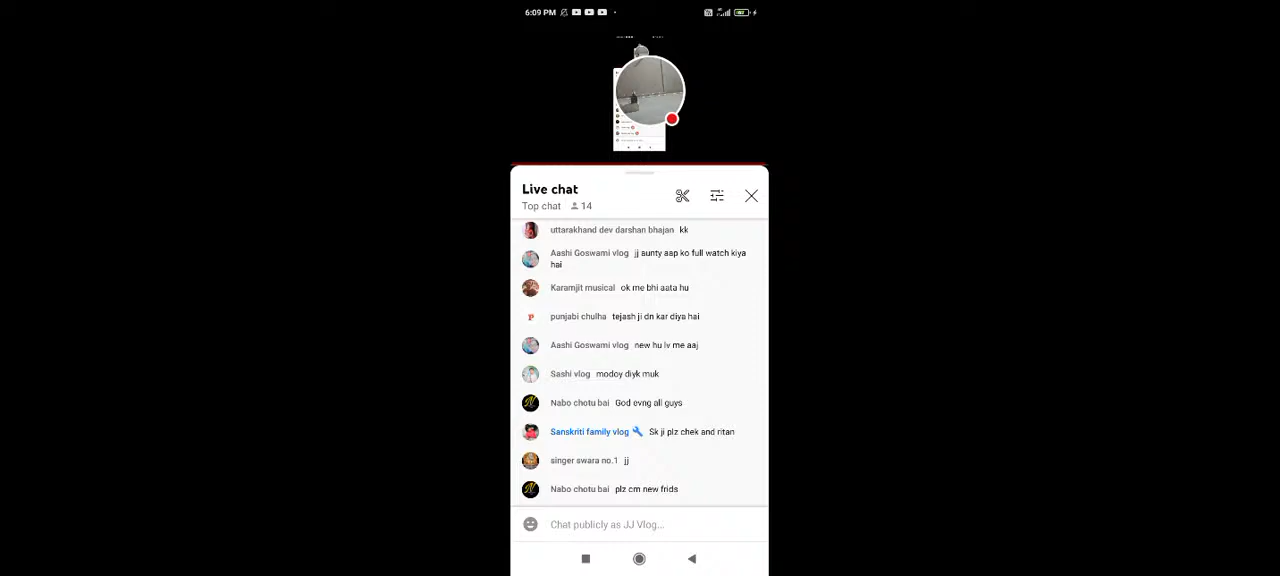 6:09 PM
Live chat
Top chat 14
uttarakhand dev darshan bhajan kk
Aashi Goswami vlog jj aunty aap ko full watch kiya
hai
Karamjit musical ok me bhi aata hu
punjabi chulha tejash ji dn kar diya hai
Aashi Goswami vlog new hu lv me aaj
Sashi vlog modoy diyk muk
Nabo chotu bai God evng all guys
Sanskriti family vlog Sk ji plz chek and ritan
singer swara no.1 jj
Nabo chotu bai plz cm new frids
Chat publicly as JJ Vlog...